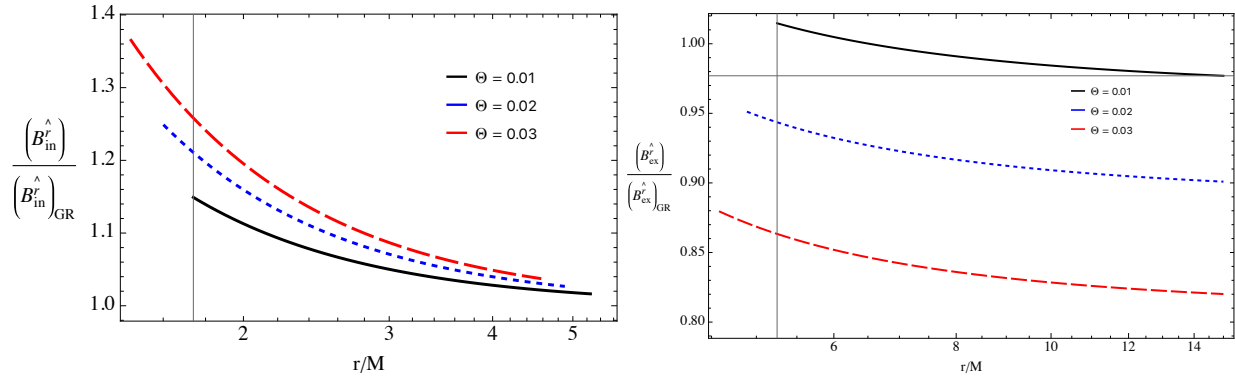 1.4
1.3
1.2
1.1
1.0
(B^r̂_in)
(B^r̂_in)_GR
Θ = 0.01
Θ = 0.02
Θ = 0.03
2
3
4
5
r/M
1.00
0.95
0.90
0.85
0.80
(B^r̂_ex)
(B^r̂_ex)_GR
Θ = 0.01
Θ = 0.02
Θ = 0.03
6
8
10
12
14
r/M